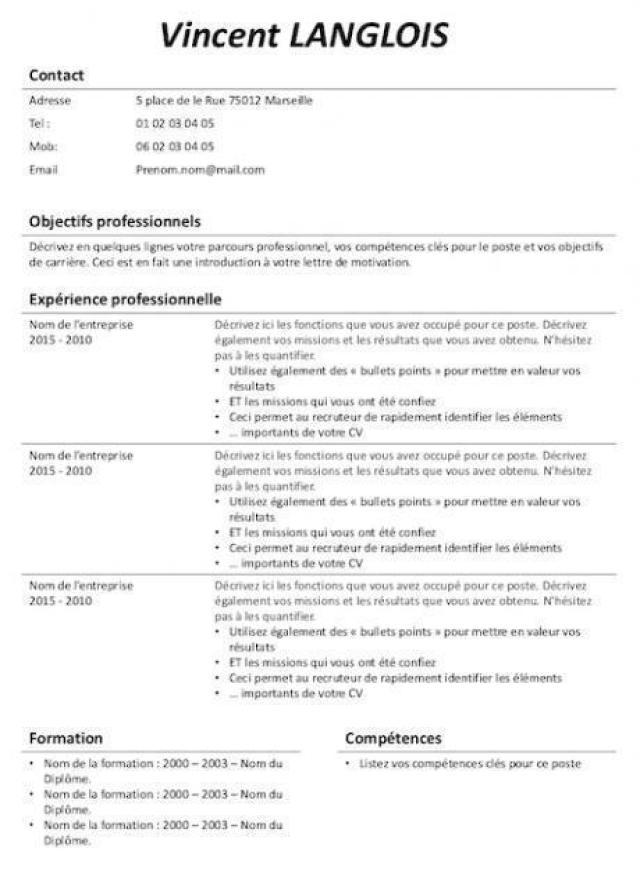 Vincent LANGLOIS
Contact
Adresse 5 place de le Rue 75012 Marseille
Tel : 01 02 03 04 05
Mob: 06 02 03 04 05
Email Prenom.nom@mail.com
Objectifs professionnels
Décrivez en quelques lignes votre parcours professionnel, vos compétences clés pour le poste et vos objectifs
de carrière. Ceci est en fait une introduction à votre lettre de motivation.
Expérience professionnelle
Nom de l'entreprise
2015 - 2010
Décrivez ici les fonctions que vous avez occupé pour ce poste. Décrivez
également vos missions et les résultats que vous avez obtenu. N'hésitez
pas à les quantifier.
• Utilisez également des « bullets points » pour mettre en valeur vos
résultats
• ET les missions qui vous ont été confiez
• Ceci permet au recruteur de rapidement identifier les éléments
• ... importants de votre CV
Nom de l'entreprise
2015 - 2010
Décrivez ici les fonctions que vous avez occupé pour ce poste. Décrivez
également vos missions et les résultats que vous avez obtenu. N'hésitez
pas à les quantifier.
• Utilisez également des « bullets points » pour mettre en valeur vos
résultats
• ET les missions qui vous ont été confiez
• Ceci permet au recruteur de rapidement identifier les éléments
• ... importants de votre CV
Nom de l'entreprise
2015 - 2010
Décrivez ici les fonctions que vous avez occupé pour ce poste. Décrivez
également vos missions et les résultats que vous avez obtenu. N'hésitez
pas à les quantifier.
• Utilisez également des « bullets points » pour mettre en valeur vos
résultats
• ET les missions qui vous ont été confiez
• Ceci permet au recruteur de rapidement identifier les éléments
• ... importants de votre CV
Formation
• Nom de la formation : 2000 – 2003 – Nom du
Diplôme.
• Nom de la formation : 2000 – 2003 – Nom du
Diplôme.
• Nom de la formation : 2000 – 2003 – Nom du
Diplôme.
Compétences
• Listez vos compétences clés pour ce poste